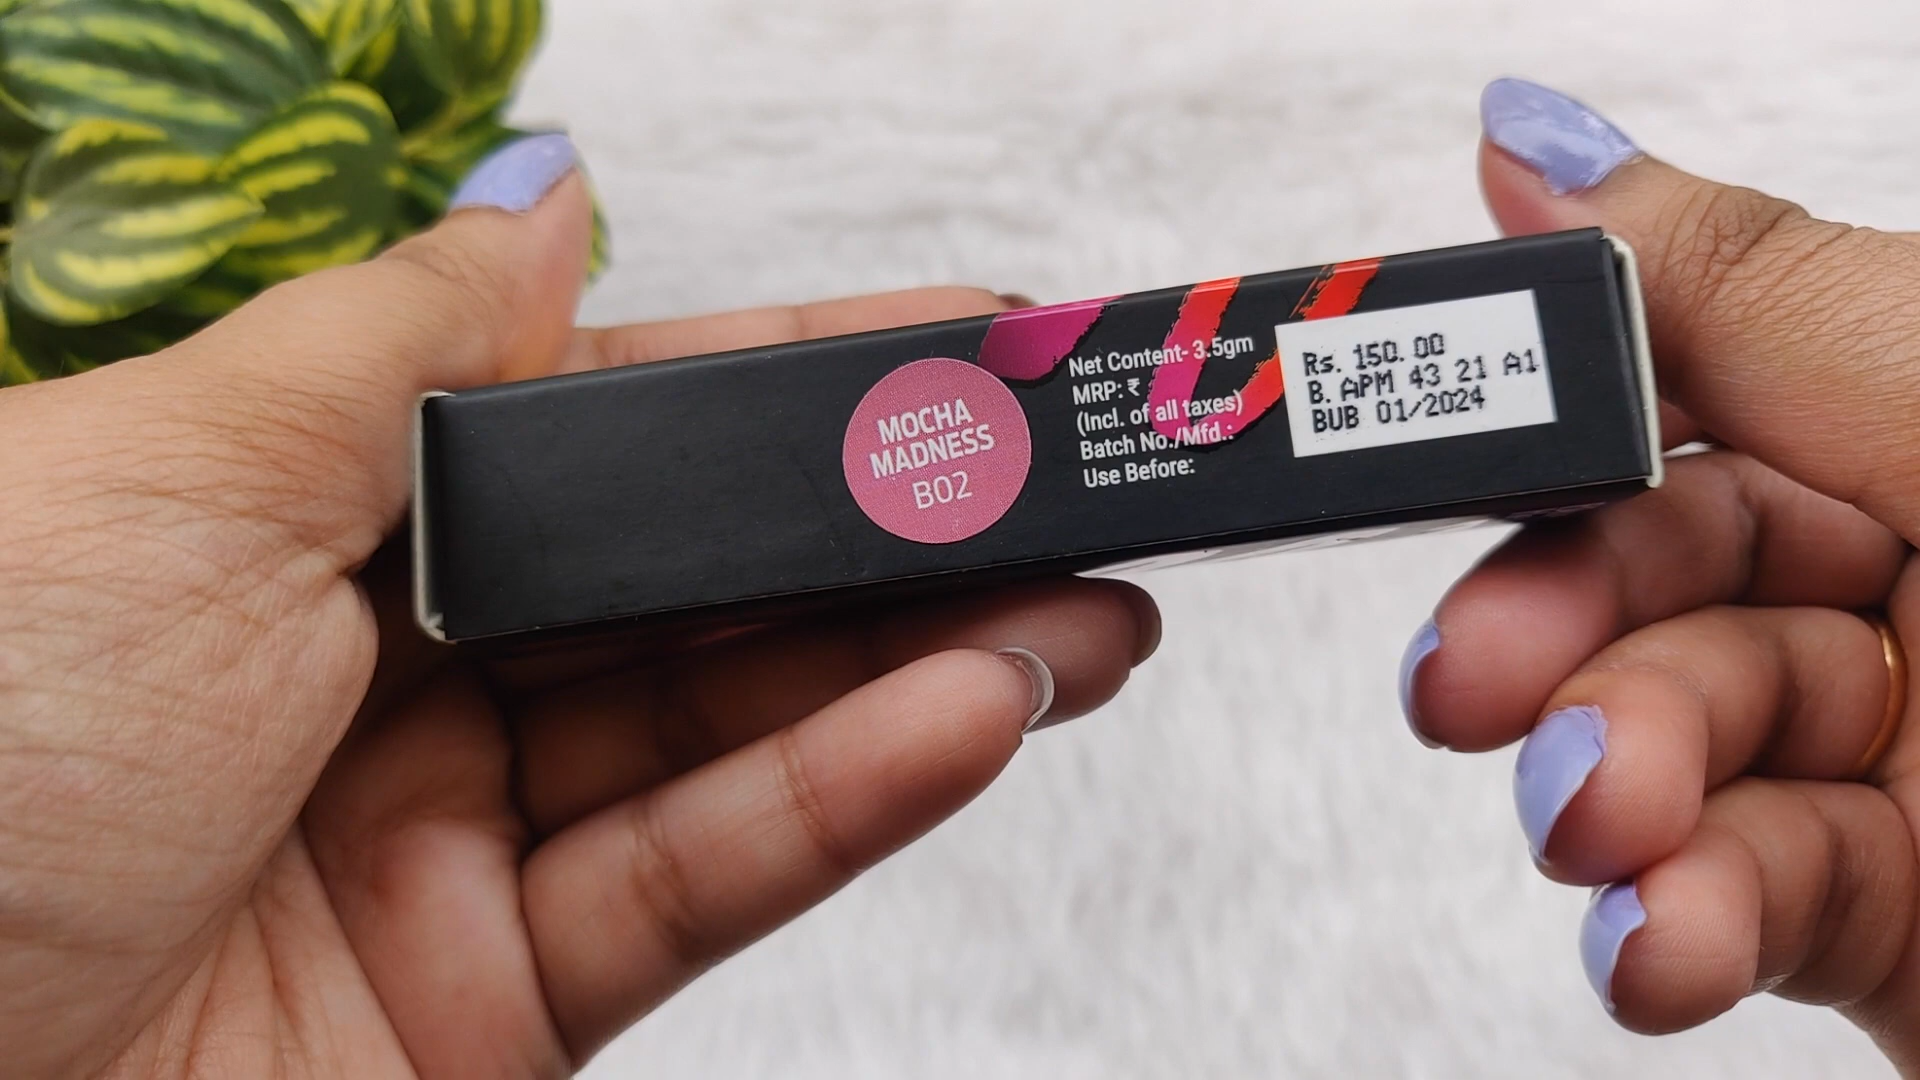 MOCHA
MADNESS
B02
Net Content- 3.5gm
MRP: ₹
(Incl. of all taxes)
Batch No./Mfd.:
Use Before:
Rs. 150.00
B. APM 43 21 A1
BUB 01/2024